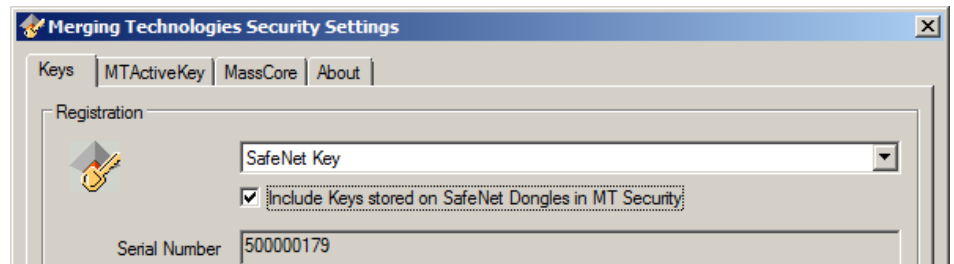 Merging Technologies Security Settings
Keys MTActiveKey MassCore About
Registration
SafeNet Key
Include Keys stored on SafeNet Dongles in MT Security
Serial Number 500000179